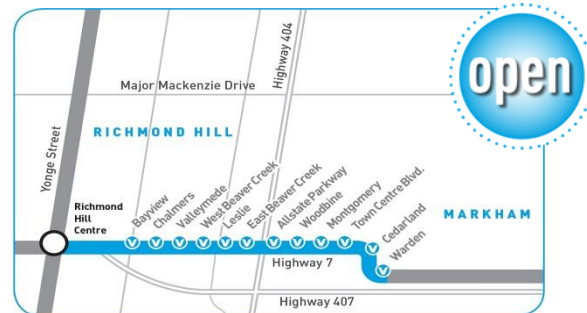 open
Highway 404
Major Mackenzie Drive
Yonge Street
RICHMOND HILL
Richmond
Hill
Centre
Bayview
Chalmers
Valleymede
West Beaver Creek
Leslie
East Beaver Creek
Allstate Parkway
Woodbine
Montgomery
Town Centre Blvd.
Cedarland
Warden
MARKHAM
Highway 7
Highway 407